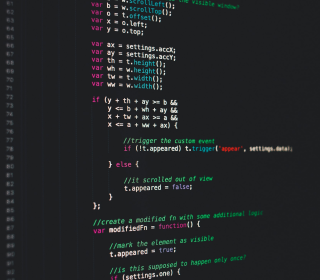 the visible window?
w.scrollLeft();
var b = w.scrollTop();
var o = t.offset();
var x = o.left;
var y = o.top;
var ax = settings.accX;
var ay = settings.accY;
var th = t.height();
var wh = w.height();
var tw = t.width();
var ww = w.width();
if (y + th + ay >= b &&
y <= b + wh + ay &&
x + tw + ax >= a &&
x <= a + ww + ax) {
//trigger the custom event
if (!t.appeared) t.trigger('appear', settings.data);
} else {
//it scrolled out of view
t.appeared = false;
}
};
//create a modified fn with some additional logic
var modifiedFn = function() {
//mark the element as visible
t.appeared = true;
//is this supposed to happen only once?
if (settings.one) {